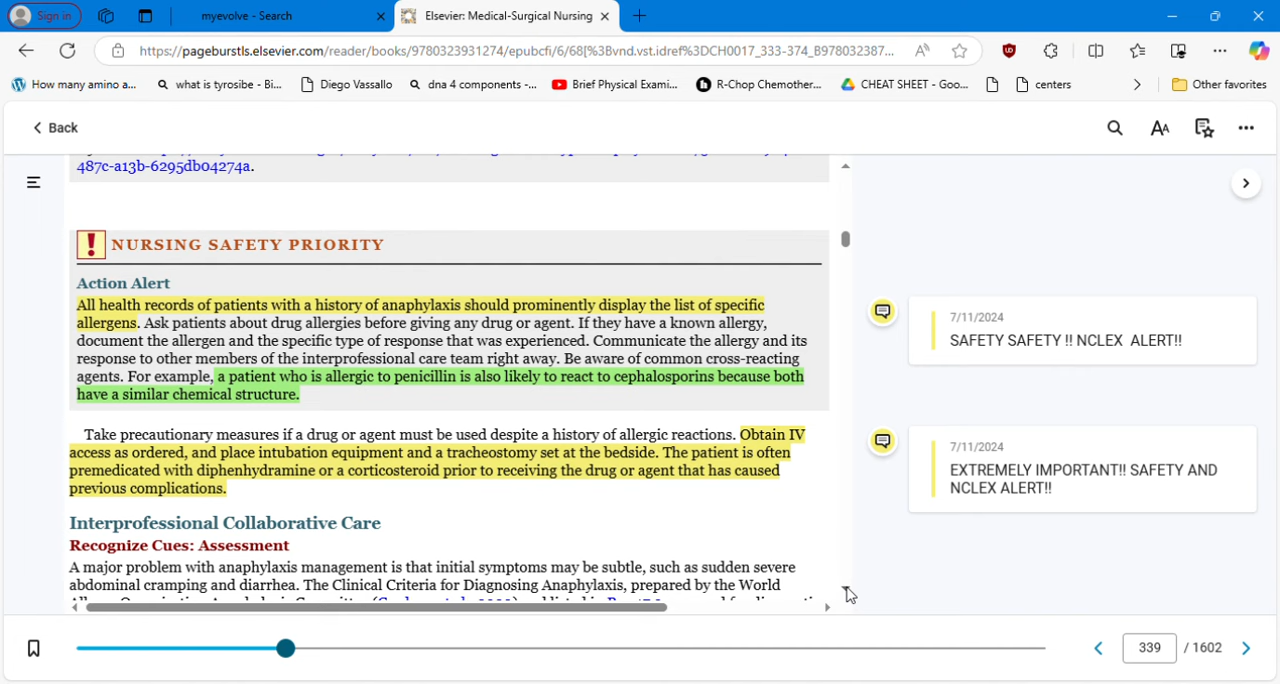 Sign in
myevolve - Search
Elsevier: Medical-Surgical Nursing
https://pageburstls.elsevier.com/reader/books/9780323931274/epubcfi/6/68[%3Bvnd.vst.idref%3DCH0017_333-374_B978032387...
How many amino a...
what is tyrosibe - Bi...
Diego Vassallo
dna 4 components -...
Brief Physical Exami...
R-Chop Chemother...
CHEAT SHEET - Goo...
centers
Other favorites
Back
487c-a13b-6295db04274a.
! NURSING SAFETY PRIORITY
Action Alert
All health records of patients with a history of anaphylaxis should prominently display the list of specific
allergens. Ask patients about drug allergies before giving any drug or agent. If they have a known allergy,
document the allergen and the specific type of response that was experienced. Communicate the allergy and its
response to other members of the interprofessional care team right away. Be aware of common cross-reacting
agents. For example, a patient who is allergic to penicillin is also likely to react to cephalosporins because both
have a similar chemical structure.
7/11/2024
SAFETY SAFETY !! NCLEX ALERT!!
Take precautionary measures if a drug or agent must be used despite a history of allergic reactions. Obtain IV
access as ordered, and place intubation equipment and a tracheostomy set at the bedside. The patient is often
premedicated with diphenhydramine or a corticosteroid prior to receiving the drug or agent that has caused
previous complications.
7/11/2024
EXTREMELY IMPORTANT!! SAFETY AND
NCLEX ALERT!!
Interprofessional Collaborative Care
Recognize Cues: Assessment
A major problem with anaphylaxis management is that initial symptoms may be subtle, such as sudden severe
abdominal cramping and diarrhea. The Clinical Criteria for Diagnosing Anaphylaxis, prepared by the World
339 / 1602